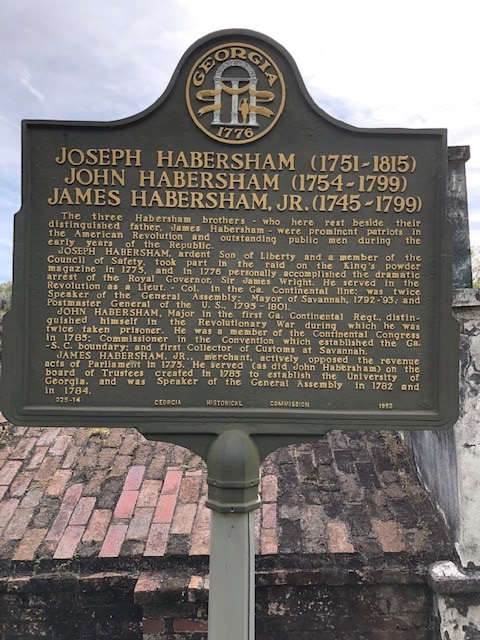 GEORGIA
1776
JOSEPH HABERSHAM (1751-1815)
JOHN HABERSHAM (1754-1799)
JAMES HABERSHAM, JR. (1745-1799)
The three Habersham brothers - who here rest beside their
distinguished father, James Habersham - were prominent patriots in
the American Revolution and outstanding public men during the
early years of the Republic.
JOSEPH HABERSHAM, ardent Son of Liberty and a member of the
Council of Safety, took part in the raid on the King's powder
magazine in 1775, and in 1776 personally accomplished the dramatic
arrest of the Royal Governor, Sir James Wright. He served in the
Revolution as a Lieut. - Col. in the Ga. Continental line; was twice
Speaker of the General Assembly; Mayor of Savannah, 1792-'93; and
Postmaster General of the U. S., 1795 - 1801.
JOHN HABERSHAM, Major in the first Ga. Continental Regt., distin-
guished himself in the Revolutionary War during which he was
twice taken prisoner. He was a member of the Continental Congress
in 1785; Commissioner in the Convention which established the Ga.
-S. C. boundary; and first Collector of Customs at Savannah.
JAMES HABERSHAM, JR., merchant, actively opposed the revenue
acts of Parliament in 1775. He served (as did John Habersham) on the
board of Trustees created in 1785 to establish the University of
Georgia, and was Speaker of the General Assembly in 1782 and
in 1784.
025-14 GEORGIA HISTORICAL COMMISSION 1953